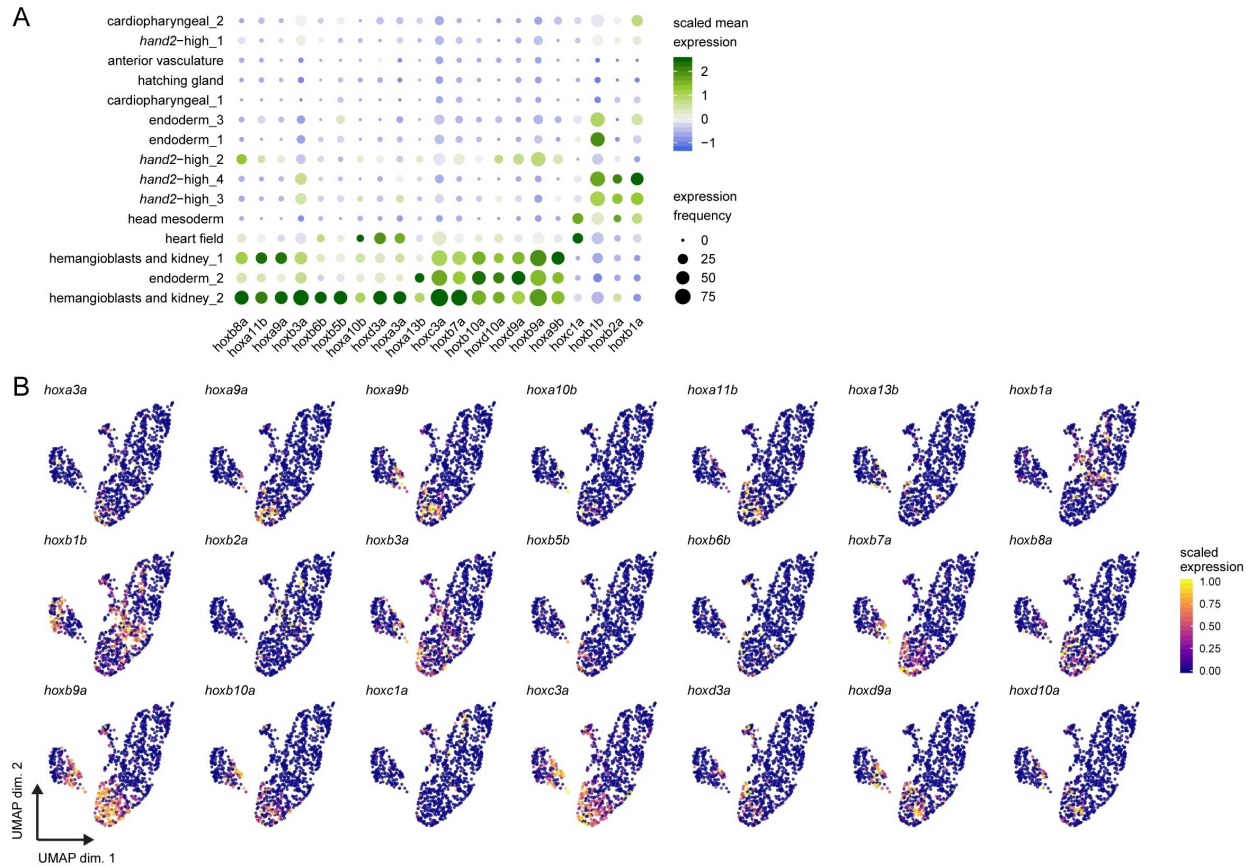 A
cardiopharyngeal_2
hand2−high_1
anterior vasculature
hatching gland
cardiopharyngeal_1
endoderm_3
endoderm_1
hand2−high_2
hand2−high_4
hand2−high_3
head mesoderm
heart field
hemangioblasts and kidney_1
endoderm_2
hemangioblasts and kidney_2
hoxb8a hoxa11b hoxa9a hoxb3a hoxb6b hoxb5b hoxa10b hoxd3a hoxa3a hoxa13b hoxc3a hoxb7a hoxb10a hoxd10a hoxd9a hoxb9a hoxa9b hoxc1a hoxb1b hoxb2a hoxb1a
scaled mean
expression
2
1
0
−1
expression
frequency
0
25
50
75
B
hoxa3a hoxa9a hoxa9b hoxa10b hoxa11b hoxa13b hoxb1a
hoxb1b hoxb2a hoxb3a hoxb5b hoxb6b hoxb7a hoxb8a
hoxb9a hoxb10a hoxc1a hoxc3a hoxd3a hoxd9a hoxd10a
scaled
expression
1.00
0.75
0.50
0.25
0.00
UMAP dim. 2
UMAP dim. 1